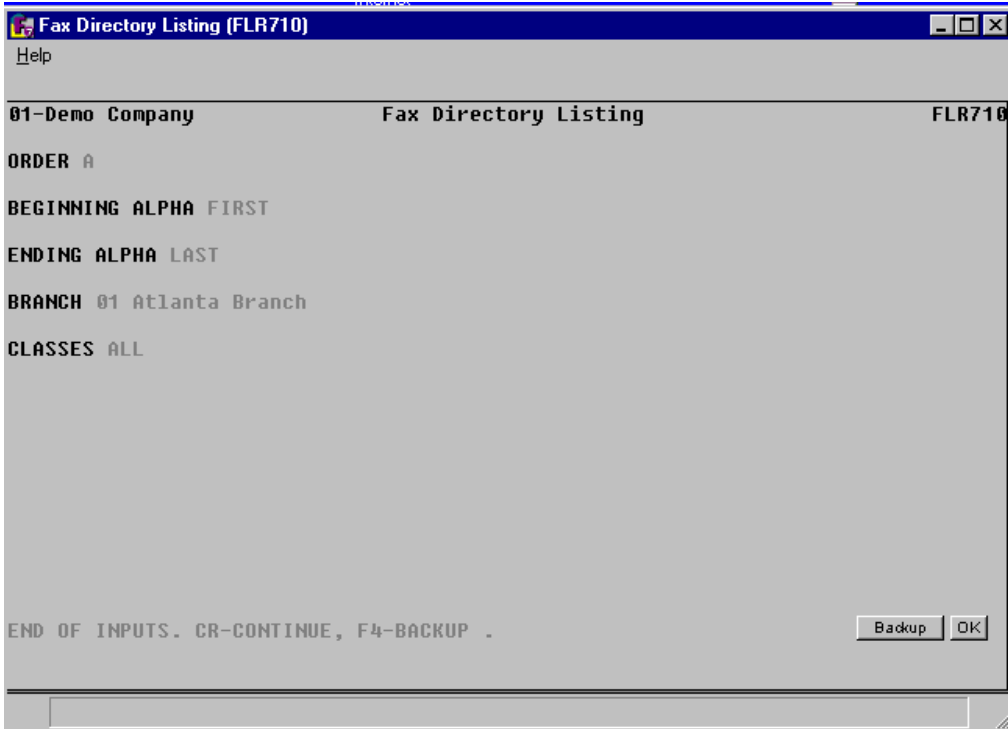 Fax Directory Listing (FLR710)
Help
01-Demo Company Fax Directory Listing FLR710
ORDER A
BEGINNING ALPHA FIRST
ENDING ALPHA LAST
BRANCH 01 Atlanta Branch
CLASSES ALL
END OF INPUTS. CR-CONTINUE, F4-BACKUP . Backup OK